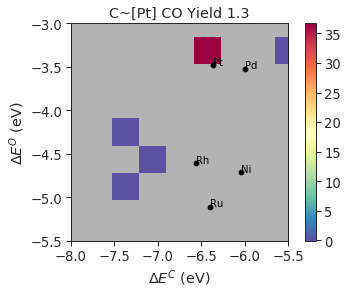 C~[Pt] CO Yield 1.3
−3.0
−3.5
−4.0
−4.5
−5.0
−5.5
ΔE^O (eV)
Pt
Pd
Rh
Ni
Ru
−8.0 −7.5 −7.0 −6.5 −6.0 −5.5
ΔE^C (eV)
35
30
25
20
15
10
5
0